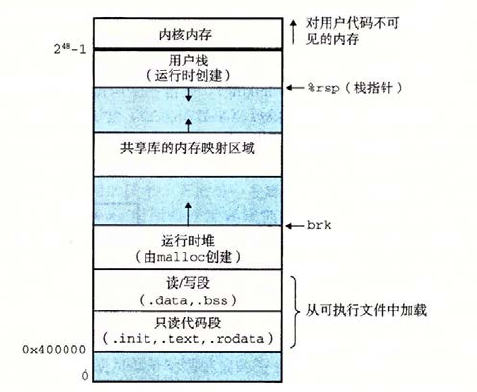 内核内存
对用户代码不可
见的内存
2⁴⁸-1
用户栈
(运行时创建)
%rsp (栈指针)
共享库的内存映射区域
brk
运行时堆
(由malloc创建)
读/写段
(.data,.bss)
从可执行文件中加载
只读代码段
(.init,.text,.rodata)
0x400000
0